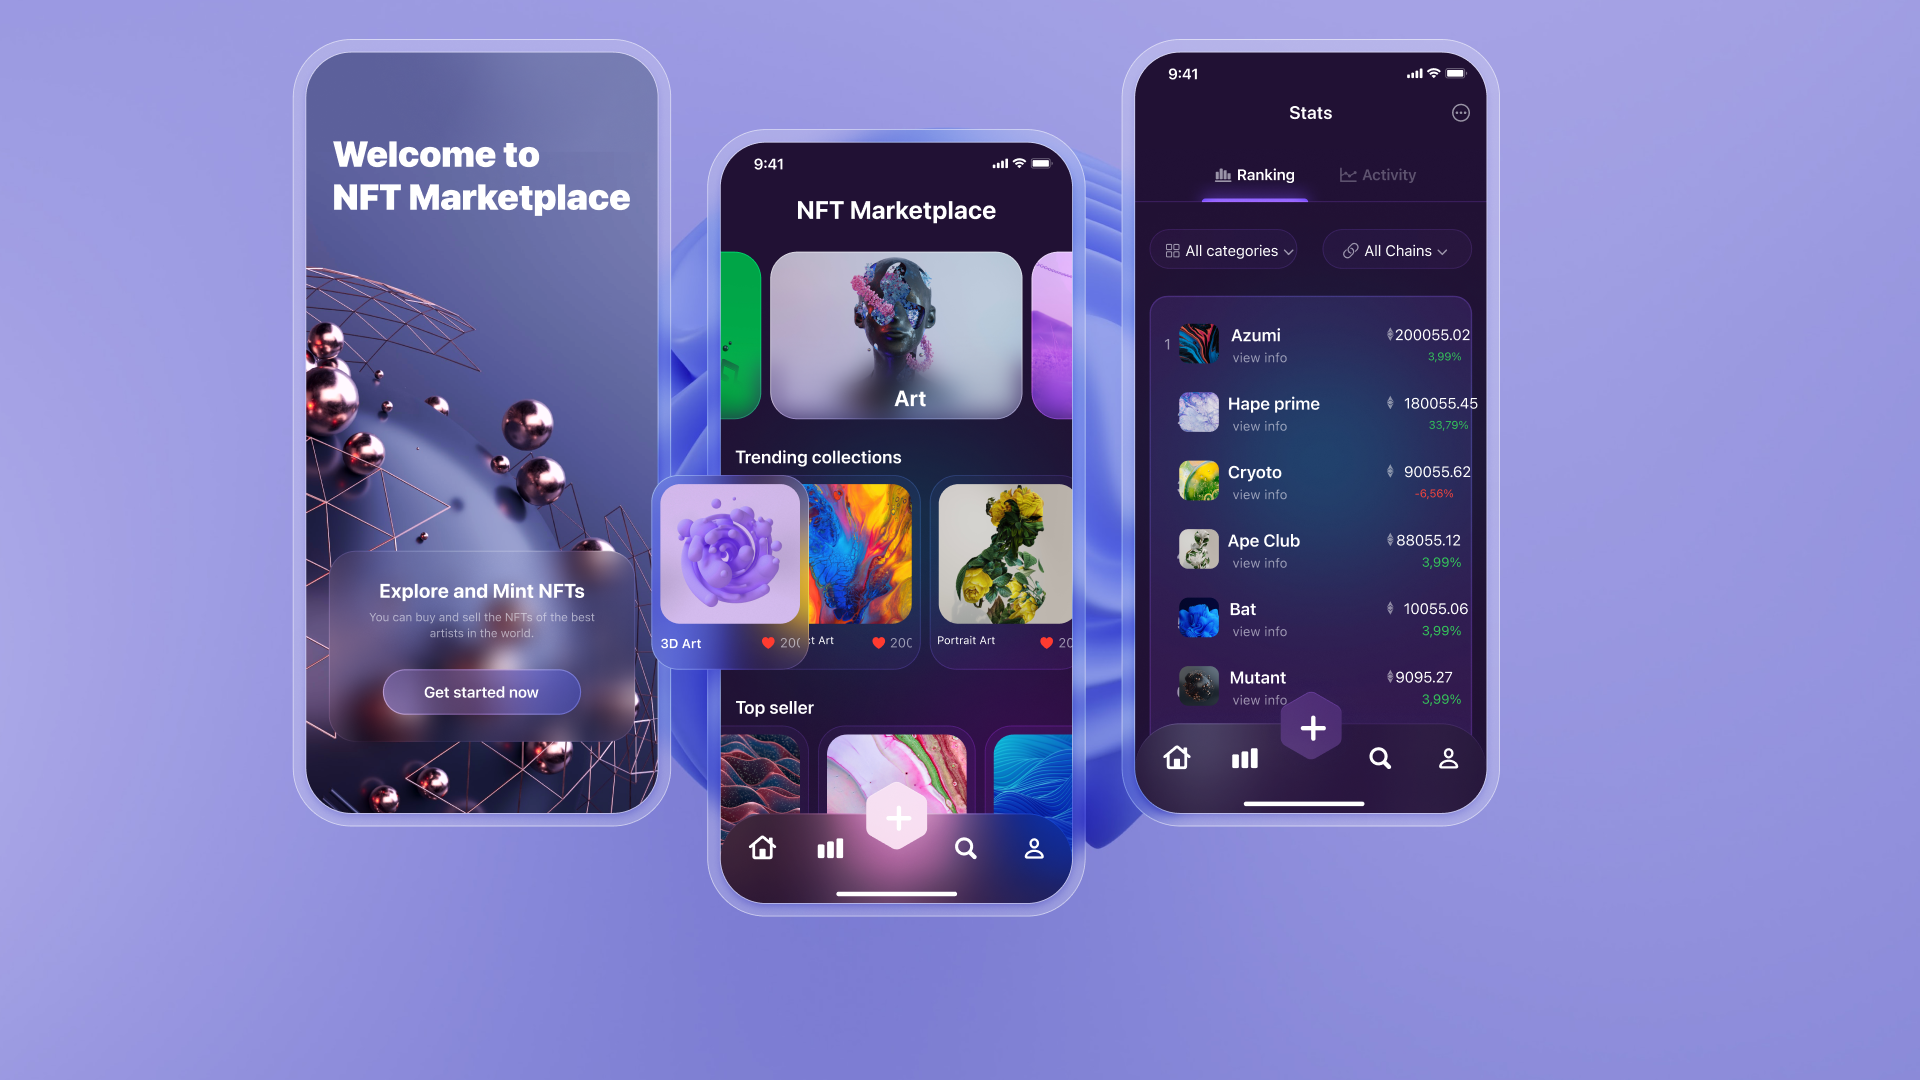 Welcome to
NFT Marketplace
Explore and Mint NFTs
You can buy and sell the NFTs of the best
artists in the world.
Get started now
9:41
NFT Marketplace
Art
Trending collections
3D Art
200
ct Art
200
Portrait Art
20
Top seller
9:41
Stats
Ranking
Activity
All categories
All Chains
1
Azumi
200055.02
view info
3,99%
Hape prime
180055.45
view info
33,79%
Cryoto
90055.62
view info
-6,56%
Ape Club
88055.12
view info
3,99%
Bat
10055.06
view info
3,99%
Mutant
9095.27
view info
3,99%